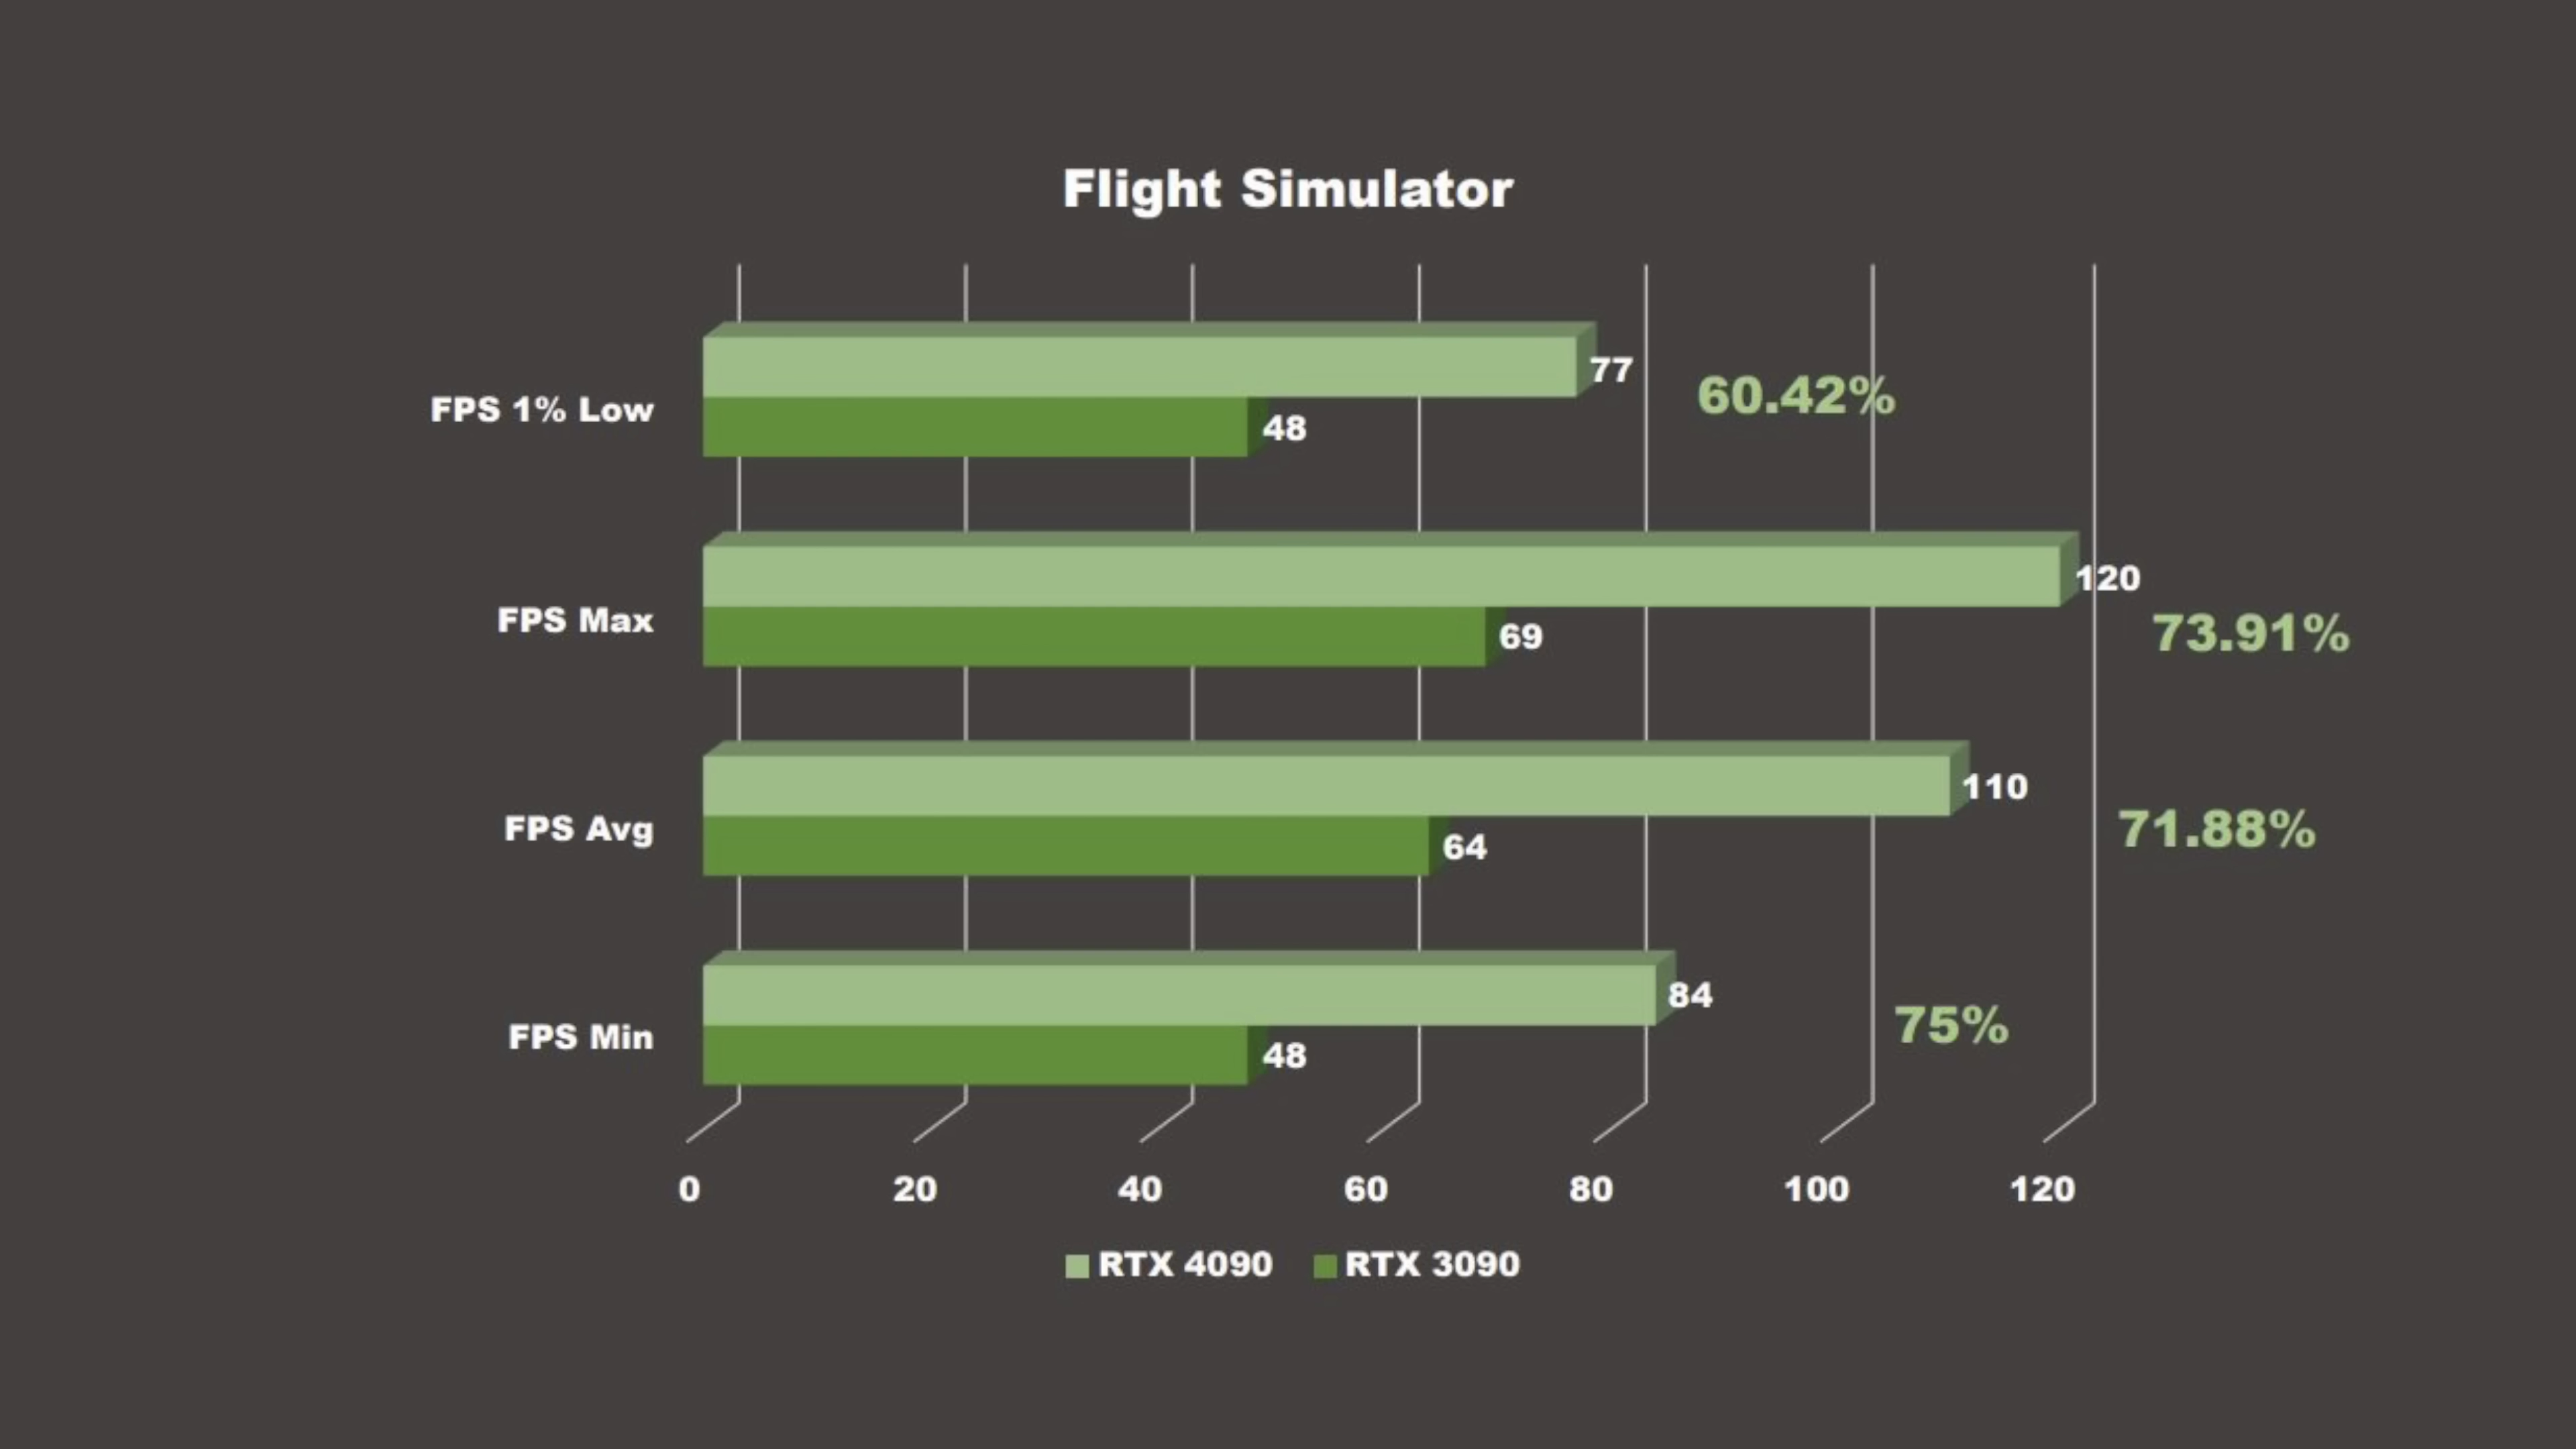 Flight Simulator
FPS 1% Low
77
48
60.42%
FPS Max
120
69
73.91%
FPS Avg
110
64
71.88%
FPS Min
84
48
75%
0 20 40 60 80 100 120
RTX 4090 RTX 3090